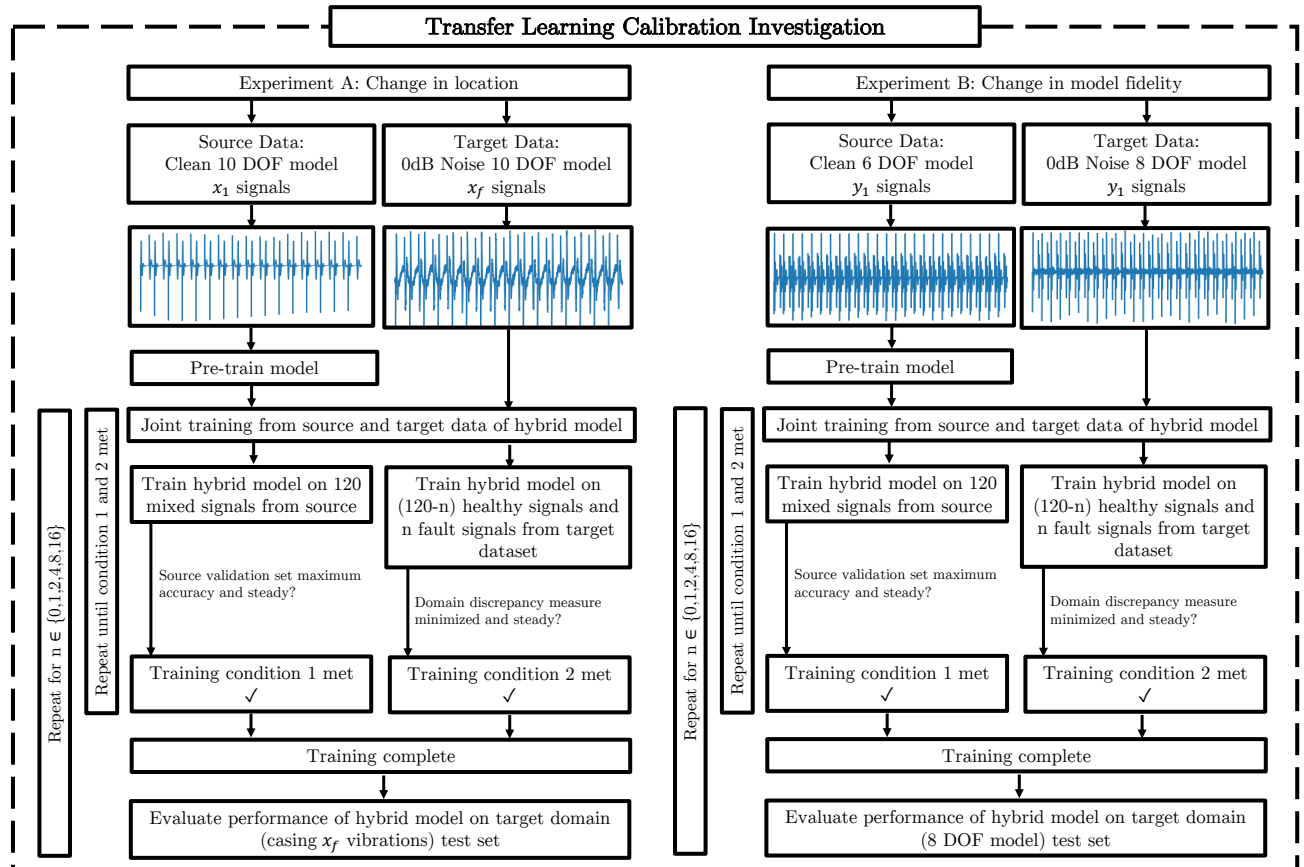 Transfer Learning Calibration Investigation
Experiment A: Change in location
Source Data:
Clean 10 DOF model
x₁ signals
Target Data:
0dB Noise 10 DOF model
x_f signals
Pre-train model
Joint training from source and target data of hybrid model
Train hybrid model on 120
mixed signals from source
Train hybrid model on
(120-n) healthy signals and
n fault signals from target
dataset
Source validation set maximum
accuracy and steady?
Domain discrepancy measure
minimized and steady?
Training condition 1 met
✓
Training condition 2 met
✓
Repeat until condition 1 and 2 met
Repeat for n ∈ {0,1,2,4,8,16}
Training complete
Evaluate performance of hybrid model on target domain
(casing x_f vibrations) test set
Experiment B: Change in model fidelity
Source Data:
Clean 6 DOF model
y₁ signals
Target Data:
0dB Noise 8 DOF model
y₁ signals
Pre-train model
Joint training from source and target data of hybrid model
Train hybrid model on 120
mixed signals from source
Train hybrid model on
(120-n) healthy signals and
n fault signals from target
dataset
Source validation set maximum
accuracy and steady?
Domain discrepancy measure
minimized and steady?
Training condition 1 met
✓
Training condition 2 met
✓
Repeat until condition 1 and 2 met
Repeat for n ∈ {0,1,2,4,8,16}
Training complete
Evaluate performance of hybrid model on target domain
(8 DOF model) test set